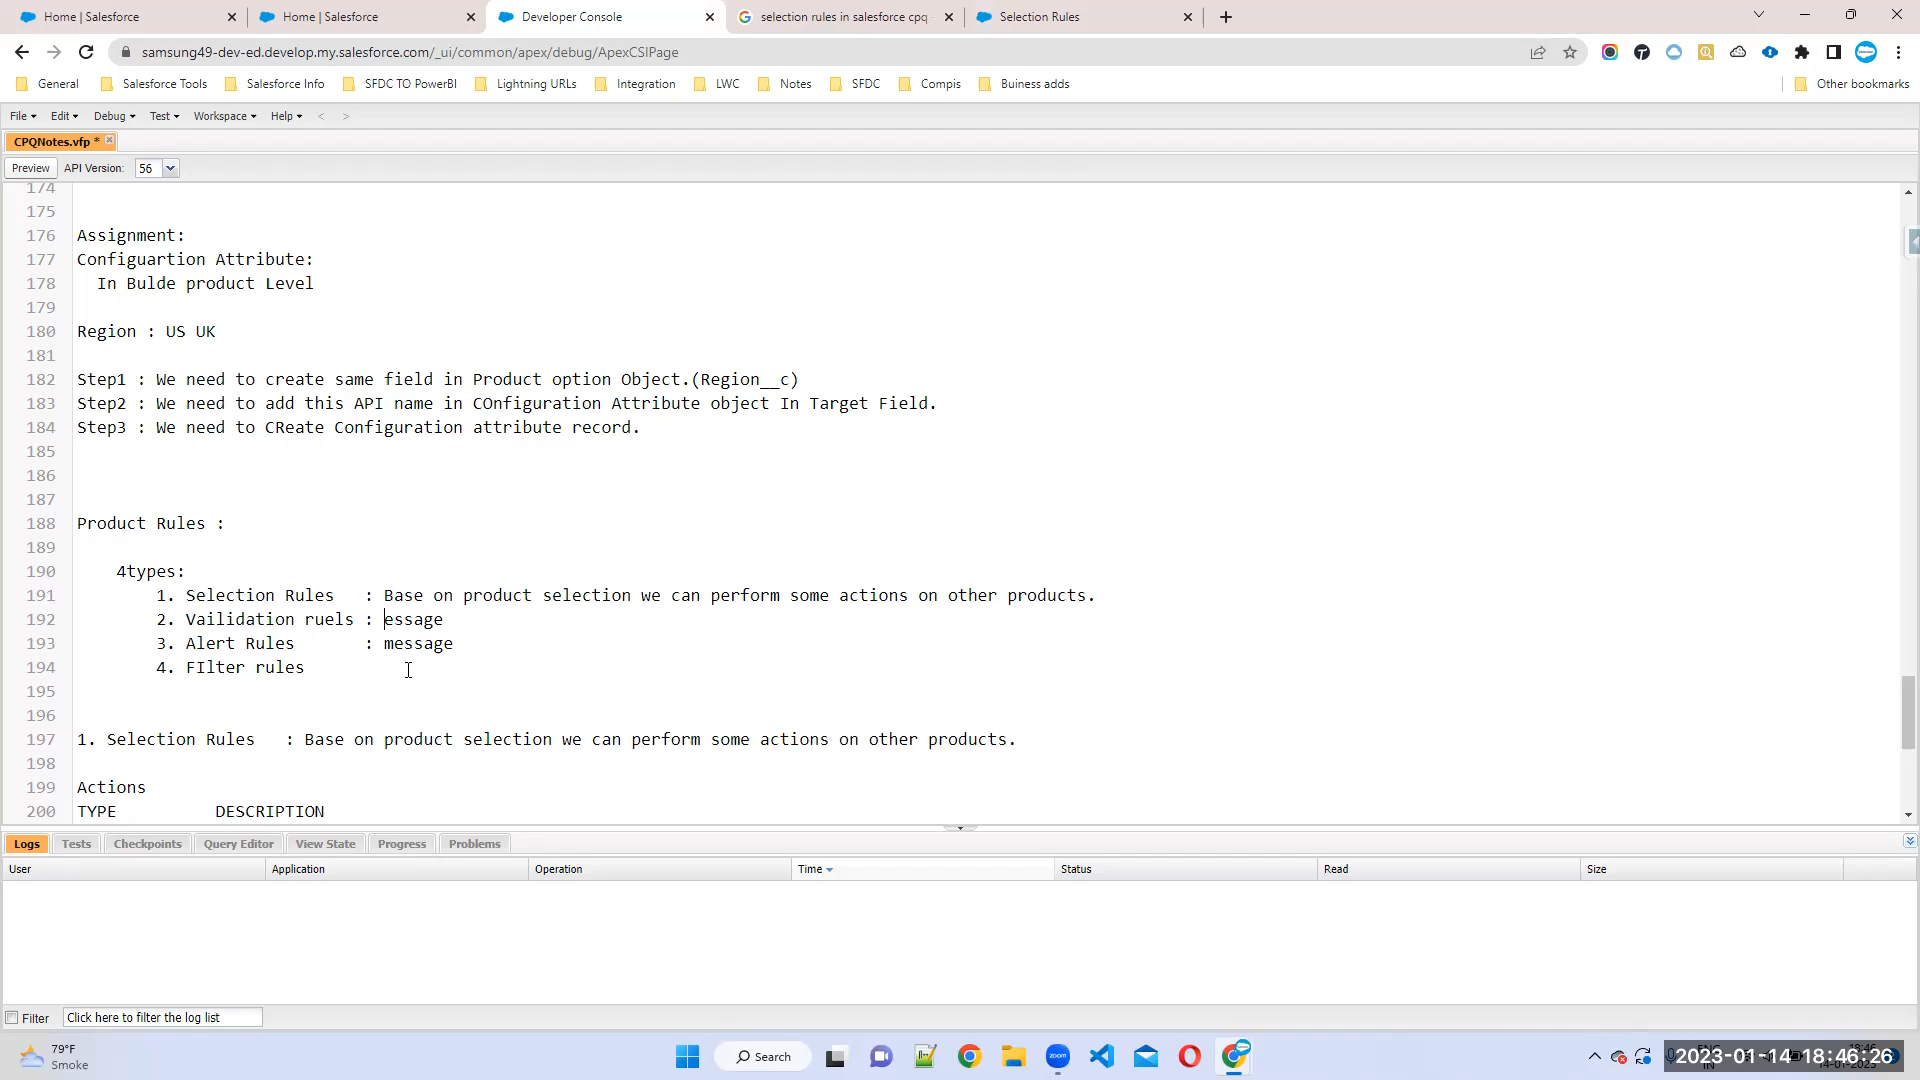 Home | Salesforce
Home | Salesforce
Developer Console
selection rules in salesforce cpq
Selection Rules
samsung49-dev-ed.develop.my.salesforce.com/_ui/common/apex/debug/ApexCSIPage
General
Salesforce Tools
Salesforce Info
SFDC TO PowerBI
Lightning URLs
Integration
LWC
Notes
SFDC
Compis
Buiness adds
Other bookmarks
File Edit Debug Test Workspace Help < >
CPQNotes.vfp *
Preview API Version: 56
174
175
176 Assignment:
177 Configuartion Attribute:
178 In Bulde product Level
179
180 Region : US UK
181
182 Step1 : We need to create same field in Product option Object.(Region__c)
183 Step2 : We need to add this API name in COnfiguration Attribute object In Target Field.
184 Step3 : We need to CReate Configuration attribute record.
185
186
187
188 Product Rules :
189
190 4types:
191 1. Selection Rules : Base on product selection we can perform some actions on other products.
192 2. Vailidation ruels : essage
193 3. Alert Rules : message
194 4. FIlter rules
195
196
197 1. Selection Rules : Base on product selection we can perform some actions on other products.
198
199 Actions
200 TYPE DESCRIPTION
Logs Tests Checkpoints Query Editor View State Progress Problems
User Application Operation Time Status Read Size
Filter Click here to filter the log list
79°F
Smoke
Search
zoom
2023-01-14-18:46:26